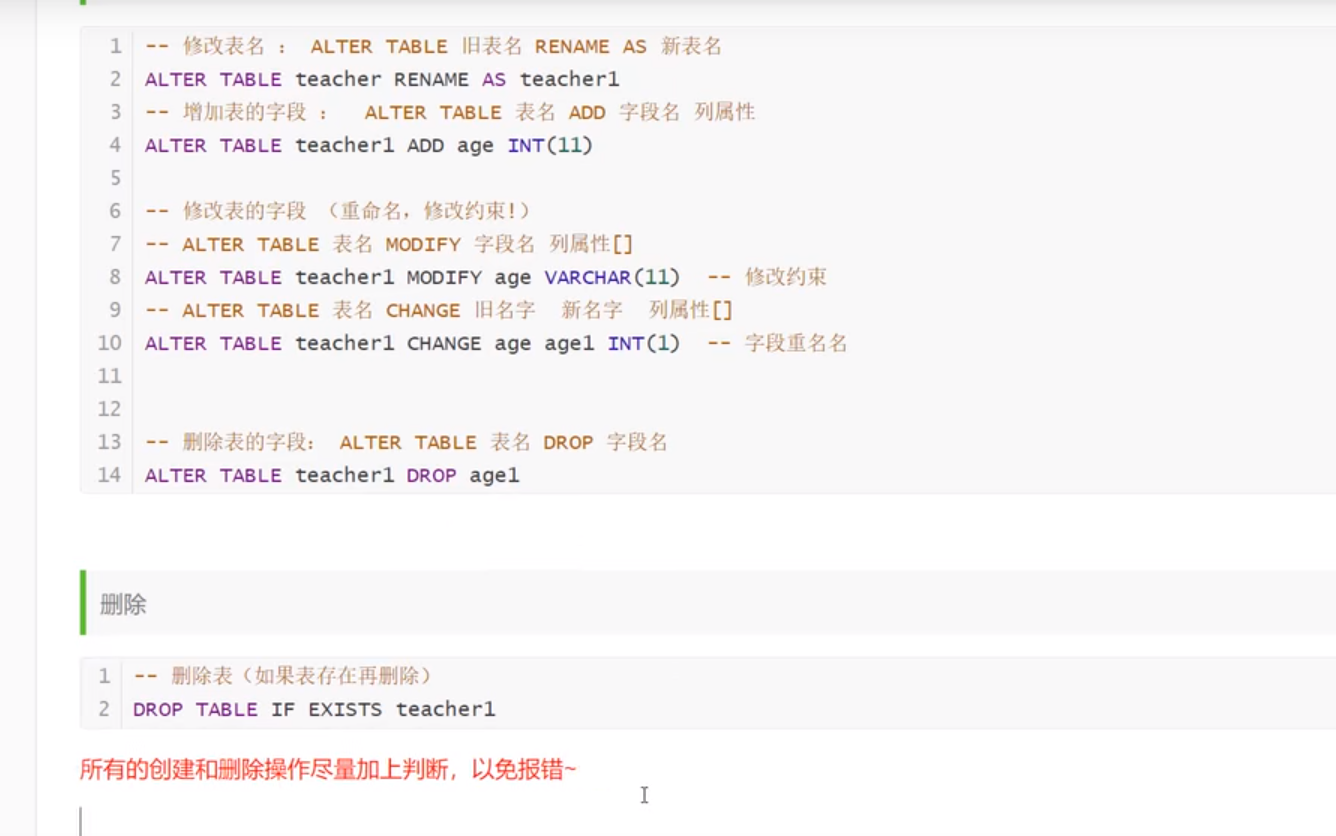 1 -- 修改表名 : ALTER TABLE 旧表名 RENAME AS 新表名
2 ALTER TABLE teacher RENAME AS teacher1
3 -- 增加表的字段 : ALTER TABLE 表名 ADD 字段名 列属性
4 ALTER TABLE teacher1 ADD age INT(11)
5
6 -- 修改表的字段 （重命名，修改约束!）
7 -- ALTER TABLE 表名 MODIFY 字段名 列属性[]
8 ALTER TABLE teacher1 MODIFY age VARCHAR(11) -- 修改约束
9 -- ALTER TABLE 表名 CHANGE 旧名字 新名字 列属性[]
10 ALTER TABLE teacher1 CHANGE age age1 INT(1) -- 字段重名名
11
12
13 -- 删除表的字段： ALTER TABLE 表名 DROP 字段名
14 ALTER TABLE teacher1 DROP age1
删除
1 -- 删除表（如果表存在再删除）
2 DROP TABLE IF EXISTS teacher1
所有的创建和删除操作尽量加上判断，以免报错~